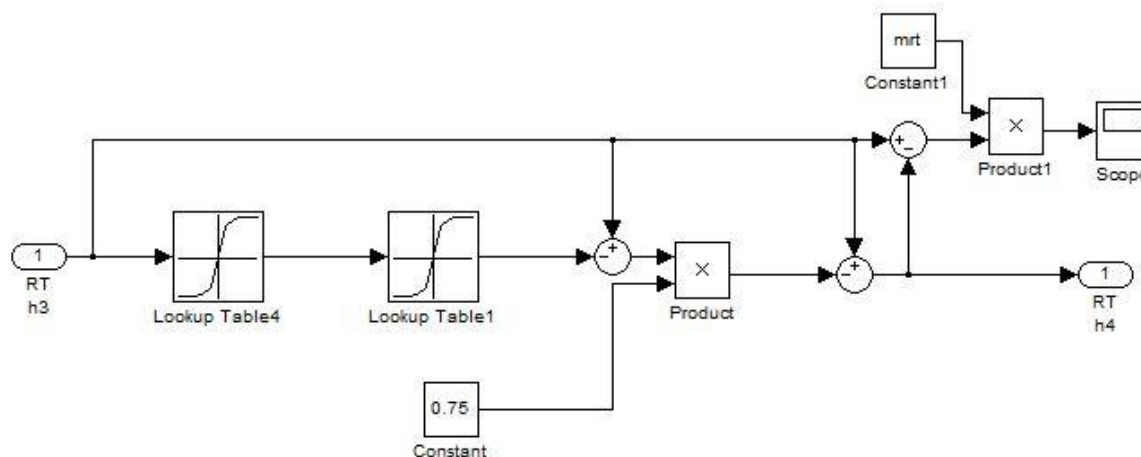 mrt
Constant1
×
Product1
Scope
1
RT
h3
Lookup Table4
Lookup Table1
×
Product
1
RT
h4
0.75
Constant